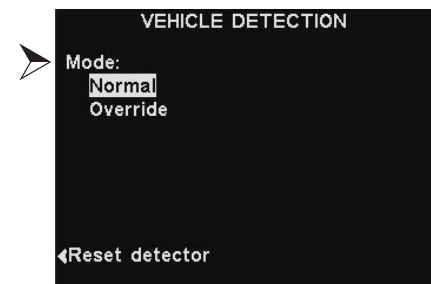 VEHICLE DETECTION
Mode:
Normal
Override
Reset detector